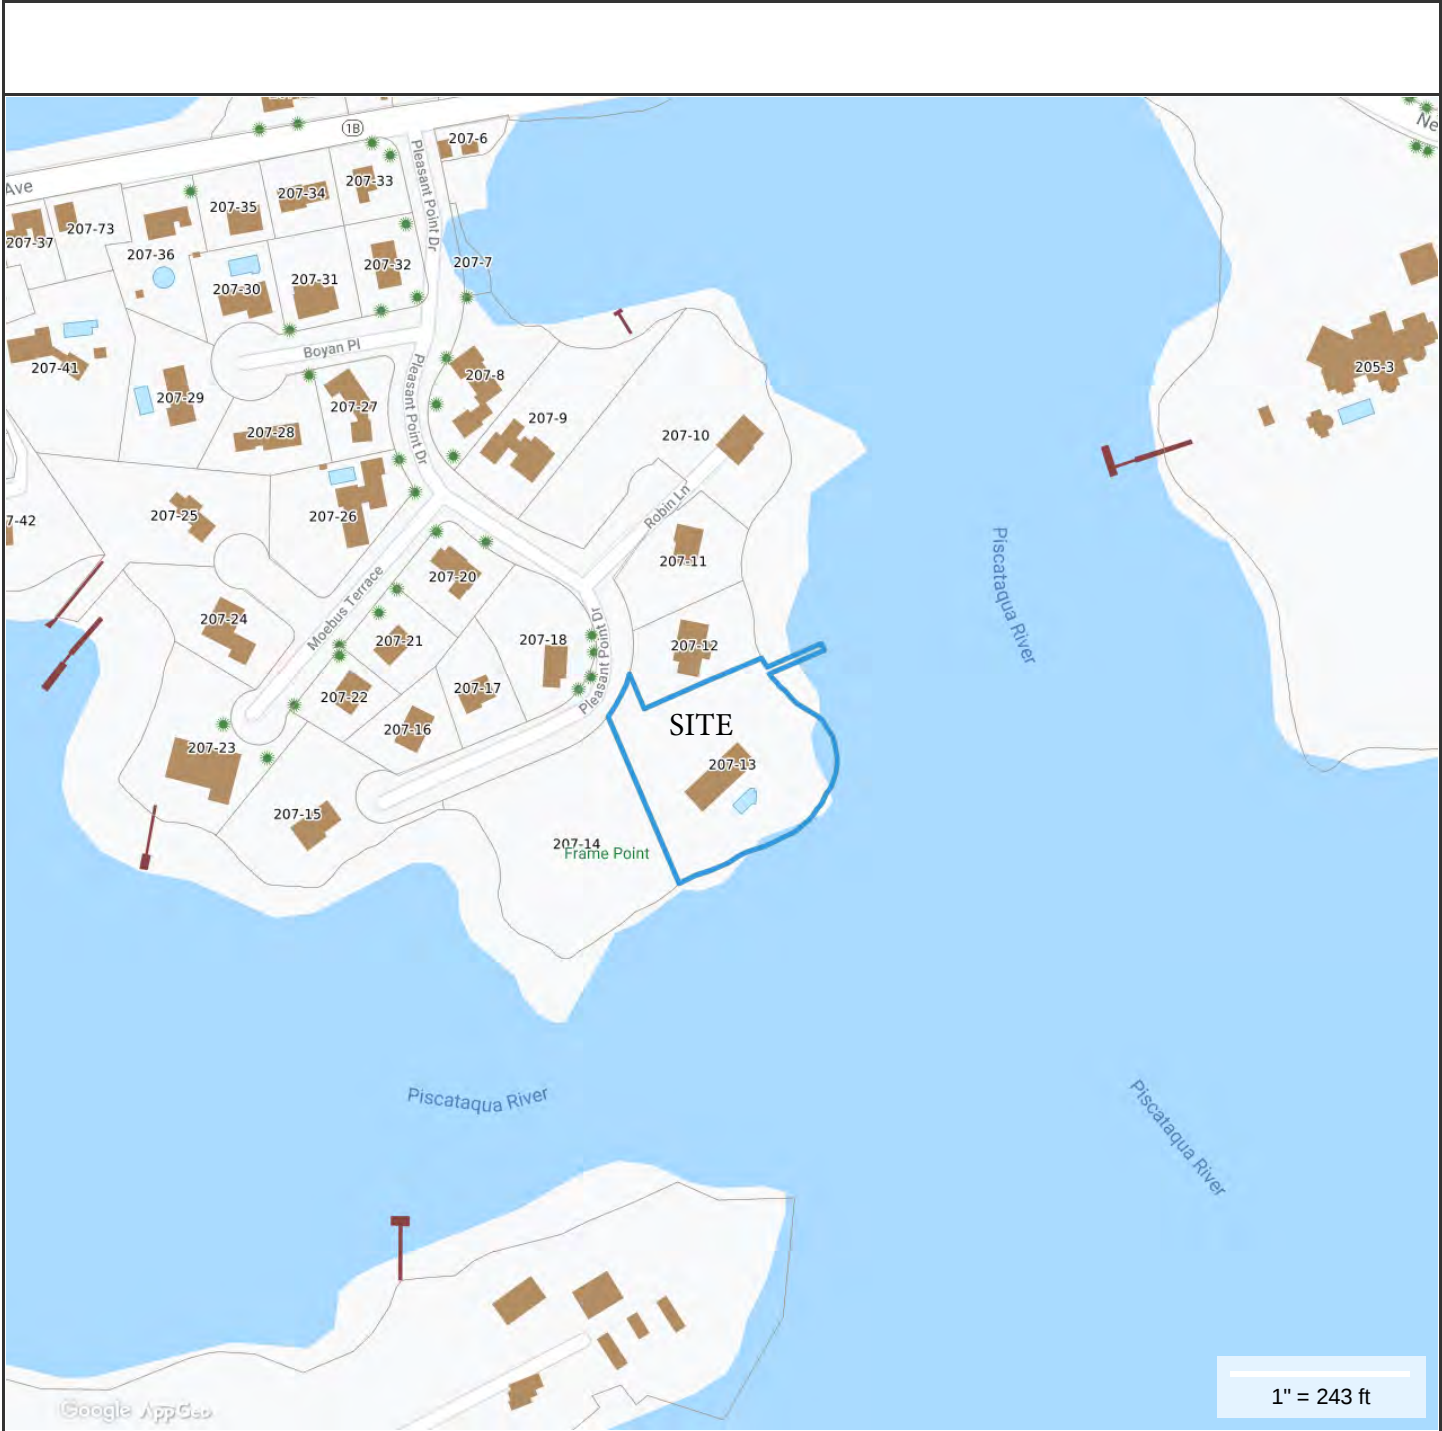 1B
Ne
207-6
Ave
207-33
207-34
207-35
207-73
207-37
207-36
Pleasant Point Dr
207-32
207-7
207-31
207-30
Boyan Pl
207-41
205-3
207-8
207-29
207-27
Pleasant Point Dr
207-9
207-28
207-10
Robin Ln
7-42
207-25
207-26
Piscataqua River
207-11
207-20
Moebus Terrace
207-24
207-21
207-18
Pleasant Point Dr
207-12
207-22
207-17
SITE
207-16
207-23
207-13
207-15
207-14
Frame Point
Piscataqua River
Piscataqua River
Google AppGeo
1" = 243 ft